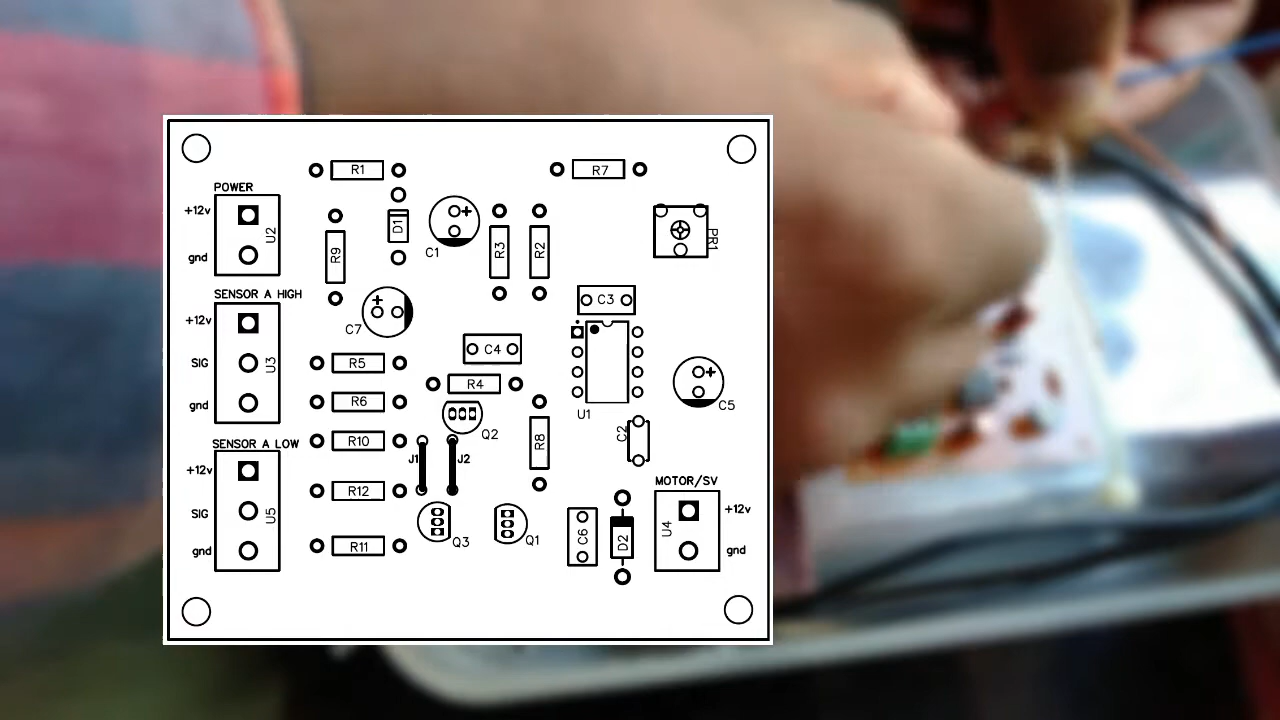 R1
R7
POWER
+12v
U2
gnd
D1
+
C1
R9
R3
R2
PR1
SENSOR A HIGH
+12v
U3
SIG
gnd
+
C7
C3
C4
R5
R4
R6
U1
+
C5
Q2
C2
R8
SENSOR A LOW
+12v
U5
SIG
gnd
R10
J1
J2
R12
R11
Q3
Q1
C6
D2
MOTOR/SV
+12v
U4
gnd